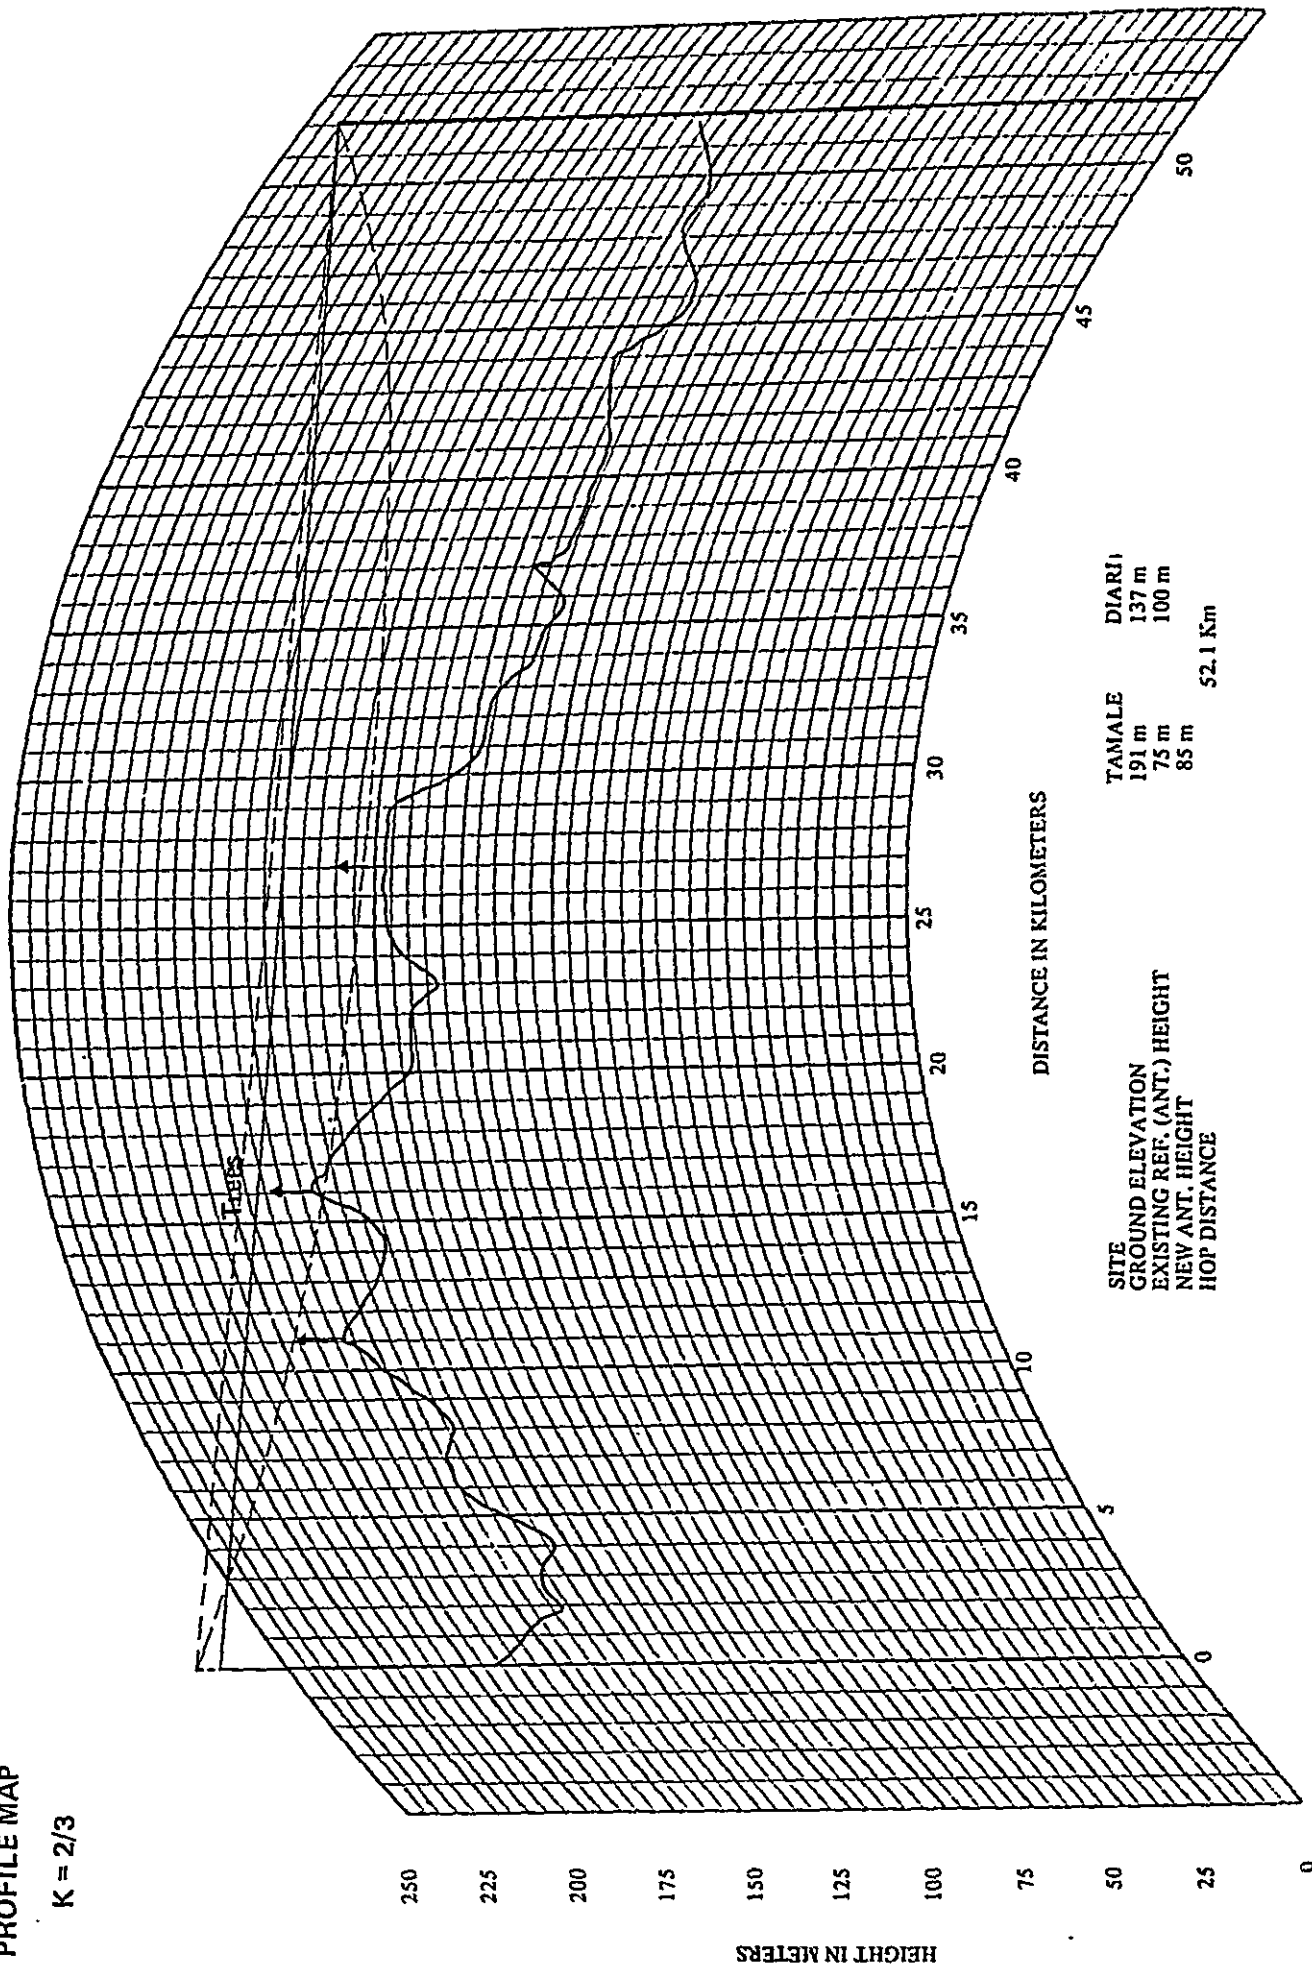 PROFILE MAP
K = 2/3
Trees
HEIGHT IN METERS
250
225
200
175
150
125
100
75
50
25
0
0
5
10
15
20
25
30
35
40
45
50
DISTANCE IN KILOMETERS
SITE TAMALE DIARI
GROUND ELEVATION 191 m 137 m
EXISTING REF. (ANT.) HEIGHT 75 m 100 m
NEW ANT. HEIGHT 85 m
HOP DISTANCE 52.1 Km